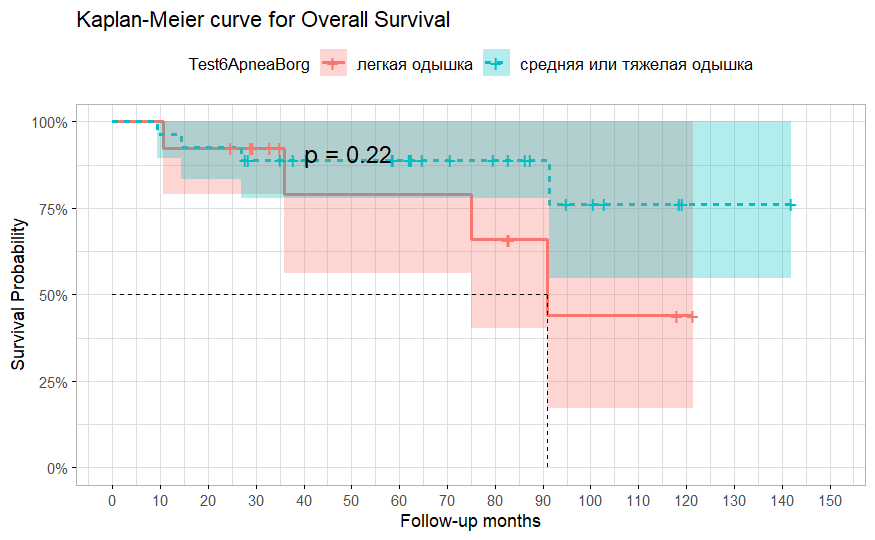 Kaplan-Meier curve for Overall Survival
Test6ApneaBorg легкая одышка средняя или тяжелая одышка
100%
p = 0.22
75%
50%
25%
0%
Survival Probability
0 10 20 30 40 50 60 70 80 90 100 110 120 130 140 150
Follow-up months